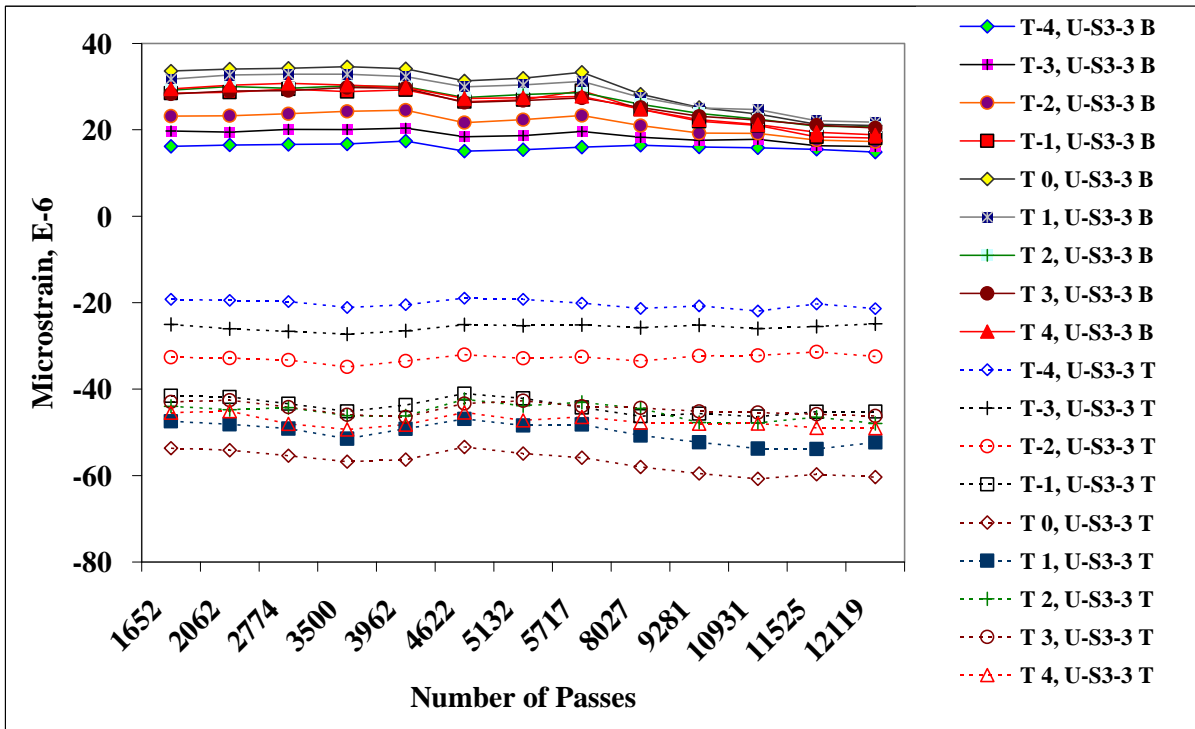 Microstrain, E-6
40
20
0
-20
-40
-60
-80
1652
2062
2774
3500
3962
4622
5132
5717
8027
9281
10931
11525
12119
Number of Passes
T-4, U-S3-3 B
T-3, U-S3-3 B
T-2, U-S3-3 B
T-1, U-S3-3 B
T 0, U-S3-3 B
T 1, U-S3-3 B
T 2, U-S3-3 B
T 3, U-S3-3 B
T 4, U-S3-3 B
T-4, U-S3-3 T
T-3, U-S3-3 T
T-2, U-S3-3 T
T-1, U-S3-3 T
T 0, U-S3-3 T
T 1, U-S3-3 T
T 2, U-S3-3 T
T 3, U-S3-3 T
T 4, U-S3-3 T